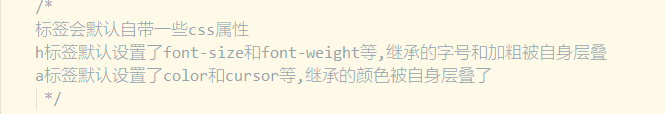 /*
标签会默认自带一些css属性
h标签默认设置了font-size和font-weight等,继承的字号和加粗被自身层叠
a标签默认设置了color和cursor等,继承的颜色被自身层叠了
*/